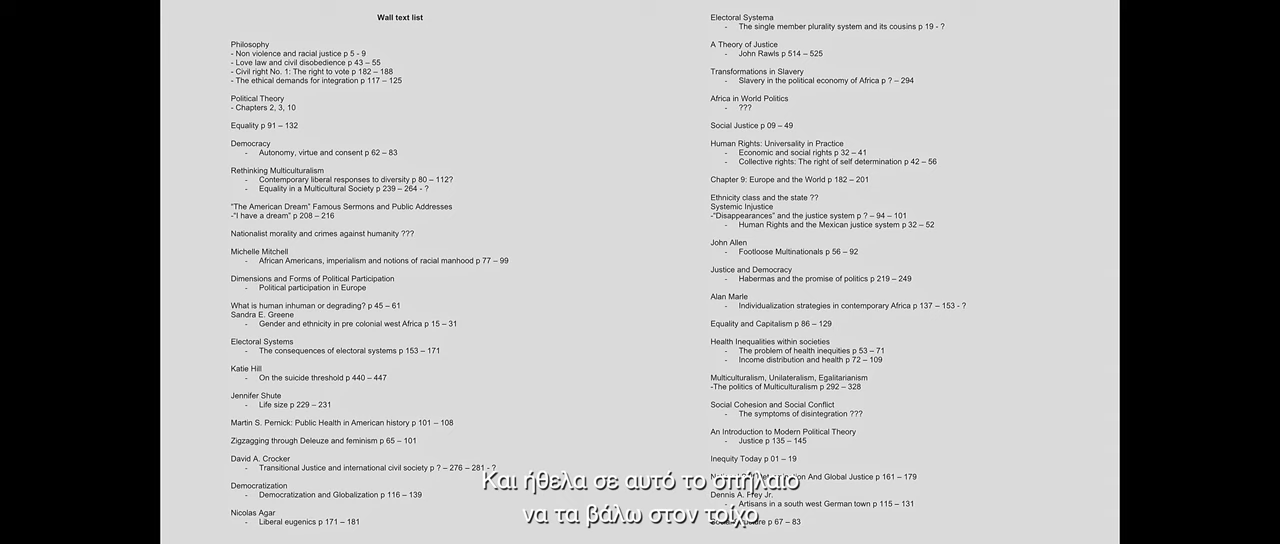 Wall text list
Philosophy
- Non violence and racial justice p 5 - 9
- Love law and civil disobedience p 43 – 55
- Civil right No. 1: The right to vote p 182 – 188
- The ethical demands for integration p 117 – 125
Political Theory
- Chapters 2, 3, 10
Equality p 91 – 132
Democracy
- Autonomy, virtue and consent p 62 – 83
Rethinking Multiculturalism
- Contemporary liberal responses to diversity p 80 – 112?
- Equality in a Multicultural Society p 239 – 264 - ?
"The American Dream" Famous Sermons and Public Addresses
-"I have a dream" p 208 – 216
Nationalist morality and crimes against humanity ???
Michelle Mitchell
- African Americans, imperialism and notions of racial manhood p 77 – 99
Dimensions and Forms of Political Participation
- Political participation in Europe
What is human inhuman or degrading? p 45 – 61
Sandra E. Greene
- Gender and ethnicity in pre colonial west Africa p 15 – 31
Electoral Systems
- The consequences of electoral systems p 153 – 171
Katie Hill
- On the suicide threshold p 440 – 447
Jennifer Shute
- Life size p 229 – 231
Martin S. Pernick: Public Health in American history p 101 – 108
Zigzagging through Deleuze and feminism p 65 – 101
David A. Crocker
- Transitional Justice and international civil society p ? – 276 – 281 - ?
Democratization
- Democratization and Globalization p 116 – 139
Nicolas Agar
- Liberal eugenics p 171 – 181
Electoral Systema
- The single member plurality system and its cousins p 19 - ?
A Theory of Justice
- John Rawls p 514 – 525
Transformations in Slavery
- Slavery in the political economy of Africa p ? – 294
Africa in World Politics
- ???
Social Justice p 09 – 49
Human Rights: Universality in Practice
- Economic and social rights p 32 – 41
- Collective rights: The right of self determination p 42 – 56
Chapter 9: Europe and the World p 182 – 201
Ethnicity class and the state ??
Systemic Injustice
-"Disappearances" and the justice system p ? – 94 – 101
- Human Rights and the Mexican justice system p 32 – 52
John Allen
- Footloose Multinationals p 56 – 92
Justice and Democracy
- Habermas and the promise of politics p 219 – 249
Alan Marle
- Individualization strategies in contemporary Africa p 137 – 153 - ?
Equality and Capitalism p 86 – 129
Health Inequalities within societies
- The problem of health inequities p 53 – 71
- Income distribution and health p 72 – 109
Multiculturalism, Unilateralism, Egalitarianism
-The politics of Multiculturalism p 292 – 328
Social Cohesion and Social Conflict
- The symptoms of disintegration ???
An Introduction to Modern Political Theory
- Justice p 135 – 145
Inequity Today p 01 – 19
And Global Justice p 161 – 179
Dennis A. Frey Jr.
- Artisans in a south west German town p 115 – 131
p 67 – 83
Και ήθελα σε αυτό το σπήλαιο
να τα βάλω στον τοίχο